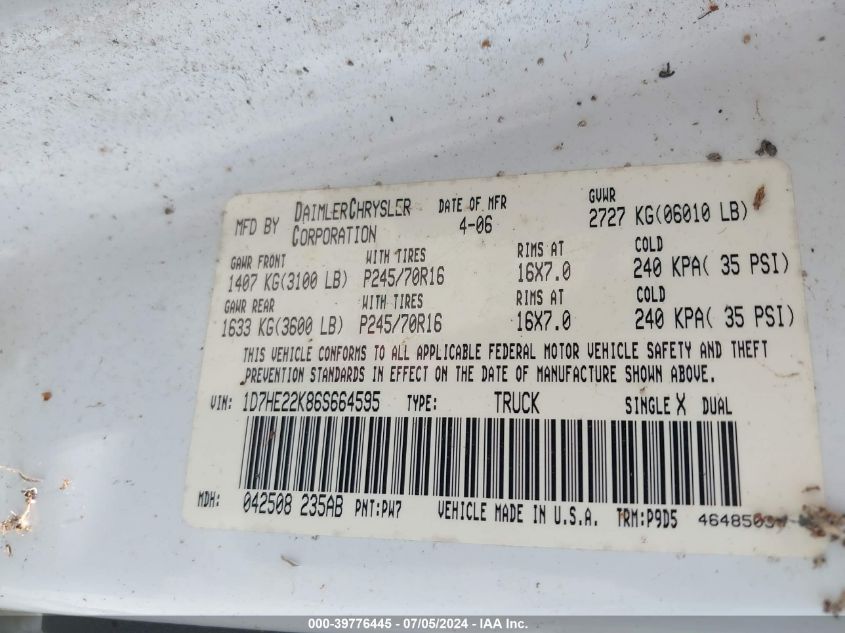 MFD BY DAIMLERCHRYSLER CORPORATION DATE OF MFR 4-06 GVWR 2727 KG(06010 LB)
GAWR FRONT WITH TIRES RIMS AT COLD
1407 KG(3100 LB) P245/70R16 16X7.0 240 KPA( 35 PSI)
GAWR REAR WITH TIRES RIMS AT COLD
1633 KG(3600 LB) P245/70R16 16X7.0 240 KPA( 35 PSI)
THIS VEHICLE CONFORMS TO ALL APPLICABLE FEDERAL MOTOR VEHICLE SAFETY AND THEFT
PREVENTION STANDARDS IN EFFECT ON THE DATE OF MANUFACTURE SHOWN ABOVE.
VIN: 1D7HE22K86S664595 TYPE: TRUCK SINGLE X DUAL
MDH: 042508 235AB PNT:PW7 VEHICLE MADE IN U.S.A. TRM:P9D5
000-39776445 - 07/05/2024 - IAA Inc.